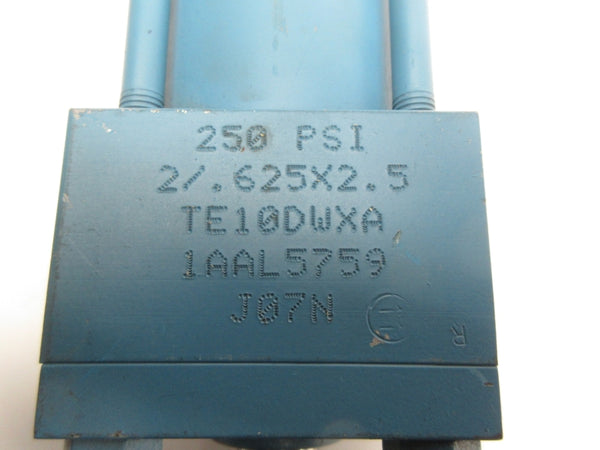 250 PSI
2/.625X2.5
TE10DWXA
1AAL5759
J07N
R